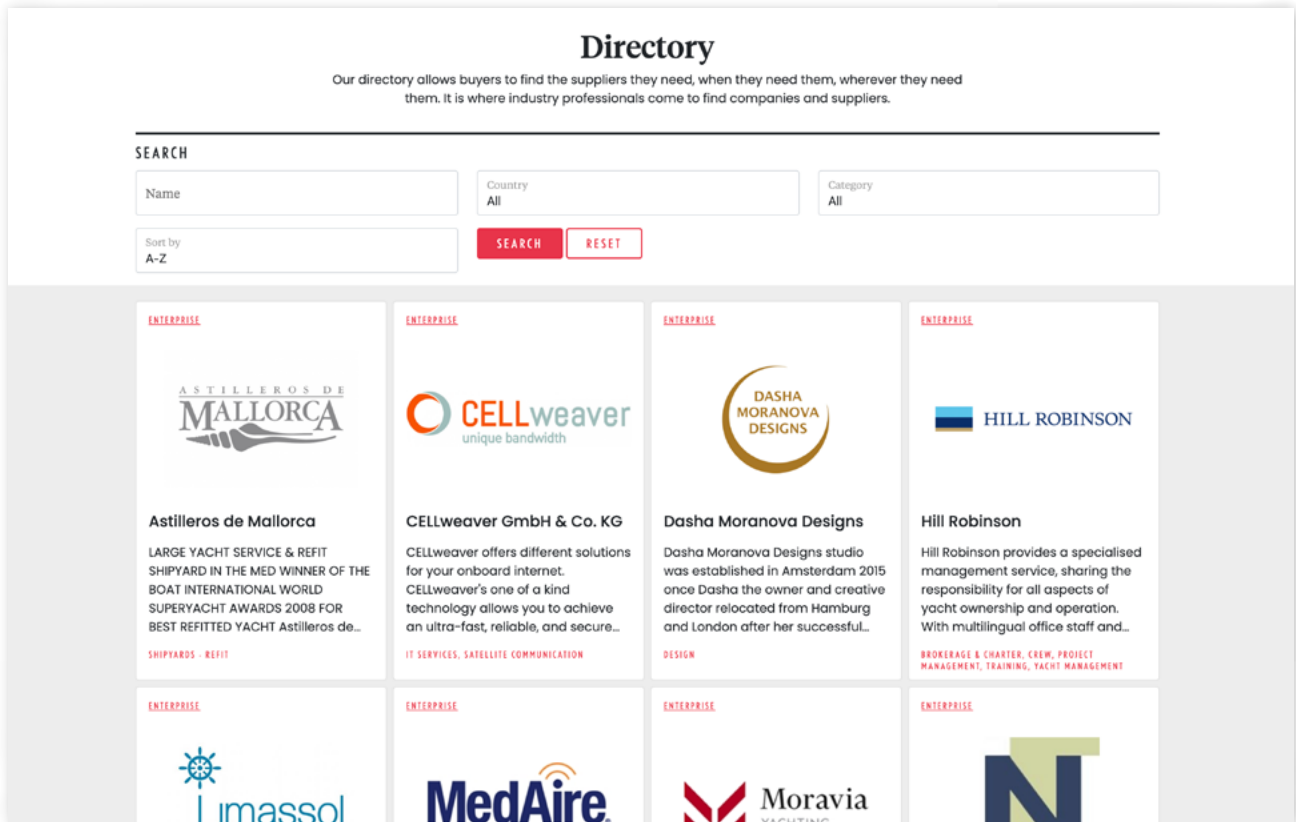 Directory
Our directory allows buyers to find the suppliers they need, when they need them, wherever they need
them. It is where industry professionals come to find companies and suppliers.
SEARCH
Name
Country
All
Category
All
Sort by
A-Z
SEARCH
RESET
ENTERPRISE
ASTILLEROS DE
MALLORCA
Astilleros de Mallorca
LARGE YACHT SERVICE & REFIT
SHIPYARD IN THE MED WINNER OF THE
BOAT INTERNATIONAL WORLD
SUPERYACHT AWARDS 2008 FOR
BEST REFITTED YACHT Astilleros de...
SHIPYARDS - REFIT
ENTERPRISE
CELLweaver
unique bandwidth
CELLweaver GmbH & Co. KG
CELLweaver offers different solutions
for your onboard internet.
CELLweaver's one of a kind
technology allows you to achieve
an ultra-fast, reliable, and secure...
IT SERVICES, SATELLITE COMMUNICATION
ENTERPRISE
DASHA
MORANOVA
DESIGNS
Dasha Moranova Designs
Dasha Moranova Designs studio
was established in Amsterdam 2015
once Dasha the owner and creative
director relocated from Hamburg
and London after her successful...
DESIGN
ENTERPRISE
HILL ROBINSON
Hill Robinson
Hill Robinson provides a specialised
management service, sharing the
responsibility for all aspects of
yacht ownership and operation.
With multilingual office staff and...
BROKERAGE & CHARTER, CREW, PROJECT
MANAGEMENT, TRAINING, YACHT MANAGEMENT
ENTERPRISE
Limassol
ENTERPRISE
MedAire
ENTERPRISE
Moravia
YACHTING
ENTERPRISE
N